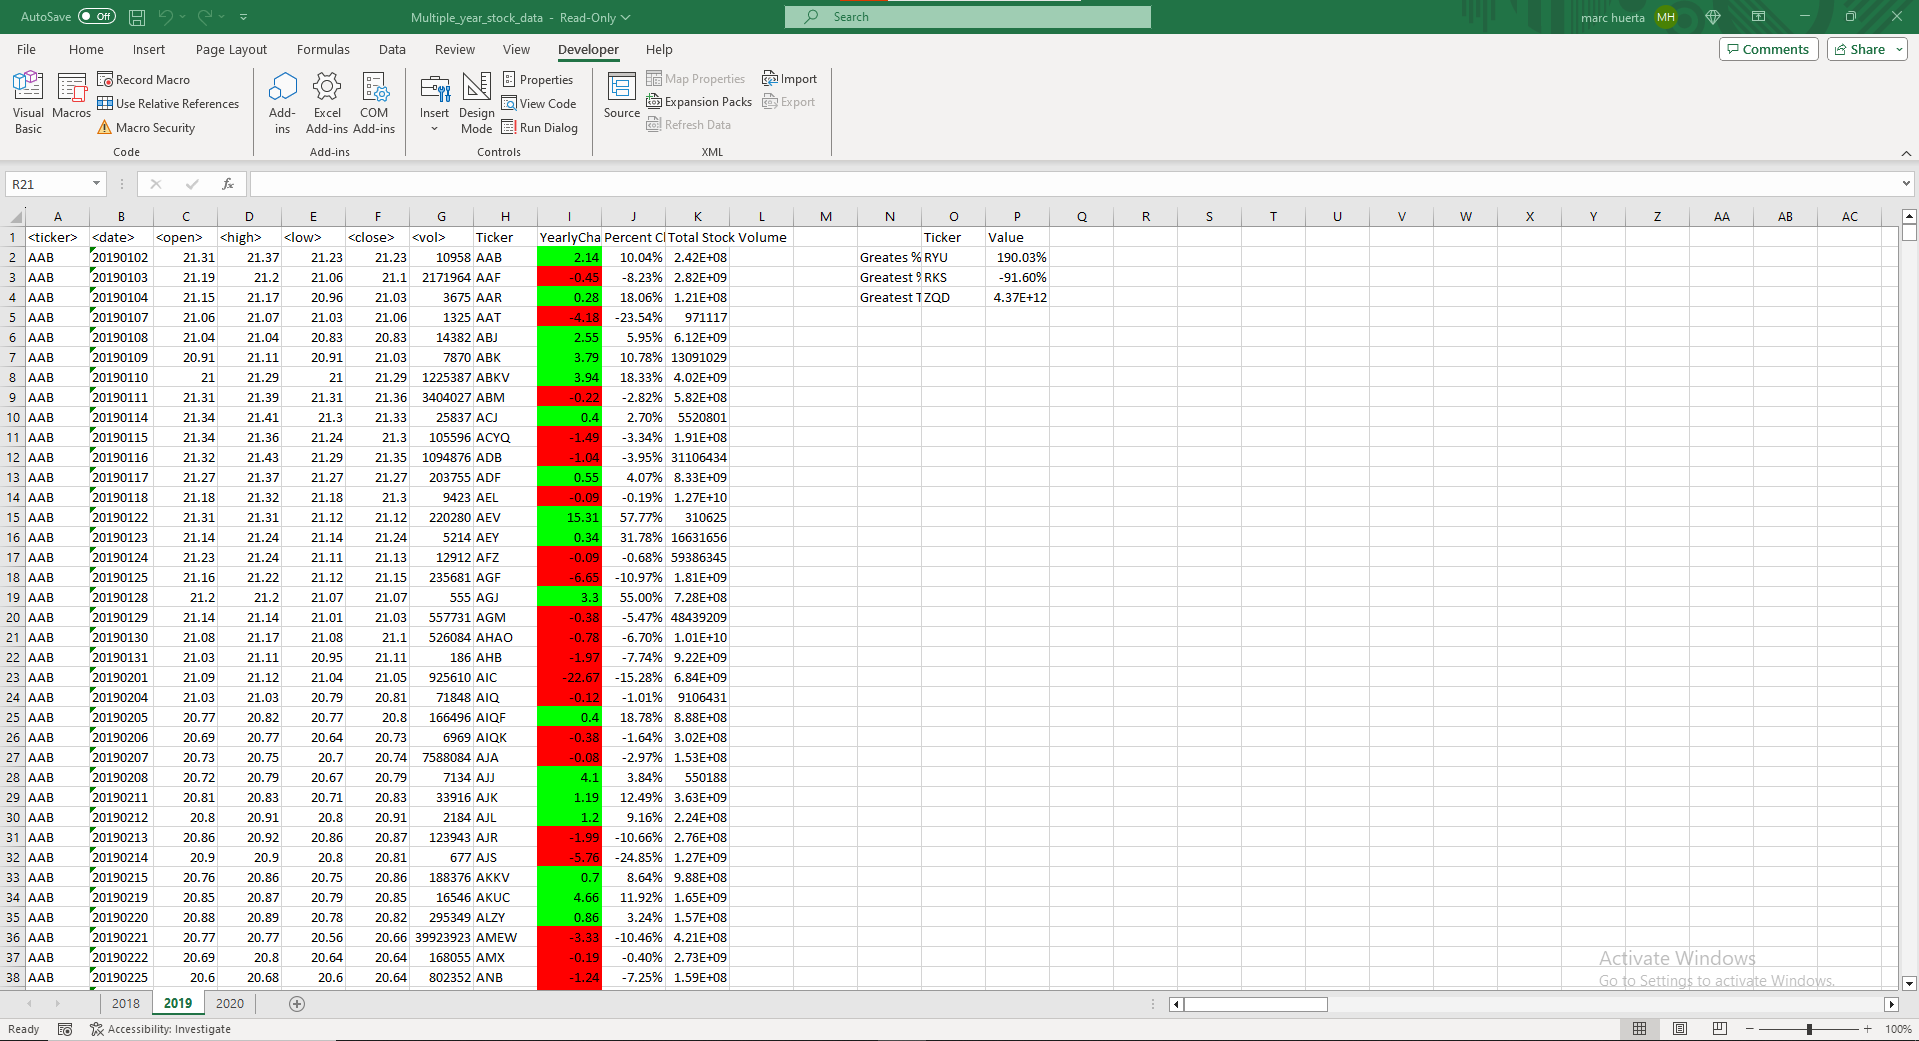 AutoSave Off Multiple_year_stock_data - Read-Only Search marc huerta MH
File Home Insert Page Layout Formulas Data Review View Developer Help Comments Share
Visual Basic
Macros
Record Macro
Use Relative References
Macro Security
Code
Add-ins
Excel Add-ins
COM Add-ins
Add-ins
Insert
Design Mode
Properties
View Code
Run Dialog
Controls
Source
Map Properties
Expansion Packs
Refresh Data
Import
Export
XML
R21 fx
A B C D E F G H I J K L M N O P Q R S T U V W X Y Z AA AB AC
1 <ticker> <date> <open> <high> <low> <close> <vol> Ticker YearlyCha Percent Cl Total Stock Volume Ticker Value
2 AAB 20190102 21.31 21.37 21.23 21.23 10958 AAB 2.14 10.04% 2.42E+08 Greates % RYU 190.03%
3 AAB 20190103 21.19 21.2 21.06 21.1 2171964 AAF -0.45 -8.23% 2.82E+09 Greatest % RKS -91.60%
4 AAB 20190104 21.15 21.17 20.96 21.03 3675 AAR 0.28 18.06% 1.21E+08 Greatest T ZQD 4.37E+12
5 AAB 20190107 21.06 21.07 21.03 21.06 1325 AAT -4.18 -23.54% 971117
6 AAB 20190108 21.04 21.04 20.83 20.83 14382 ABJ 2.55 5.95% 6.12E+09
7 AAB 20190109 20.91 21.11 20.91 21.03 7870 ABK 3.79 10.78% 13091029
8 AAB 20190110 21 21.29 21 21.29 1225387 ABKV 3.94 18.33% 4.02E+09
9 AAB 20190111 21.31 21.39 21.31 21.36 3404027 ABM -0.22 -2.82% 5.82E+08
10 AAB 20190114 21.34 21.41 21.3 21.33 25837 ACJ 0.4 2.70% 5520801
11 AAB 20190115 21.34 21.36 21.24 21.3 105596 ACYQ -1.49 -3.34% 1.91E+08
12 AAB 20190116 21.32 21.43 21.29 21.35 1094876 ADB -1.04 -3.95% 31106434
13 AAB 20190117 21.27 21.37 21.27 21.27 203755 ADF 0.55 4.07% 8.33E+09
14 AAB 20190118 21.18 21.32 21.18 21.3 9423 AEL -0.09 -0.19% 1.27E+10
15 AAB 20190122 21.31 21.31 21.12 21.12 220280 AEV 15.31 57.77% 310625
16 AAB 20190123 21.14 21.24 21.14 21.24 5214 AEY 0.34 31.78% 16631656
17 AAB 20190124 21.23 21.24 21.11 21.13 12912 AFZ -0.09 -0.68% 59386345
18 AAB 20190125 21.16 21.22 21.12 21.15 235681 AGF -6.65 -10.97% 1.81E+09
19 AAB 20190128 21.2 21.2 21.07 21.07 555 AGJ 3.3 55.00% 7.28E+08
20 AAB 20190129 21.14 21.14 21.01 21.03 557731 AGM -0.38 -5.47% 48439209
21 AAB 20190130 21.08 21.17 21.08 21.1 526084 AHAO -0.78 -6.70% 1.01E+10
22 AAB 20190131 21.03 21.11 20.95 21.11 186 AHB -1.97 -7.74% 9.22E+09
23 AAB 20190201 21.09 21.12 21.04 21.05 925610 AIC -22.67 -15.28% 6.84E+09
24 AAB 20190204 21.03 21.03 20.79 20.81 71848 AIQ -0.12 -1.01% 9106431
25 AAB 20190205 20.77 20.82 20.77 20.8 166496 AIQF 0.4 18.78% 8.88E+08
26 AAB 20190206 20.69 20.77 20.64 20.73 6969 AIQK -0.38 -1.64% 3.02E+08
27 AAB 20190207 20.73 20.75 20.7 20.74 7588084 AJA -0.08 -2.97% 1.53E+08
28 AAB 20190208 20.72 20.79 20.67 20.79 7134 AJJ 4.1 3.84% 550188
29 AAB 20190211 20.81 20.83 20.71 20.83 33916 AJK 1.19 12.49% 3.63E+09
30 AAB 20190212 20.8 20.91 20.8 20.91 2184 AJL 1.2 9.16% 2.24E+08
31 AAB 20190213 20.86 20.92 20.86 20.87 123943 AJR -1.99 -10.66% 2.76E+08
32 AAB 20190214 20.9 20.9 20.8 20.81 677 AJS -5.76 -24.85% 1.27E+09
33 AAB 20190215 20.76 20.86 20.75 20.86 188376 AKKV 0.7 8.64% 9.88E+08
34 AAB 20190219 20.85 20.87 20.79 20.85 16546 AKUC 4.66 11.92% 1.65E+09
35 AAB 20190220 20.88 20.89 20.78 20.82 295349 ALZY 0.86 3.24% 1.57E+08
36 AAB 20190221 20.77 20.77 20.56 20.66 39923923 AMEW -3.33 -10.46% 4.21E+08
37 AAB 20190222 20.69 20.8 20.64 20.64 168055 AMX -0.19 -0.40% 2.73E+09
38 AAB 20190225 20.6 20.68 20.6 20.64 802352 ANB -1.24 -7.25% 1.59E+08
Activate Windows
Go to Settings to activate Windows.
2018 2019 2020
Ready Accessibility: Investigate 100%